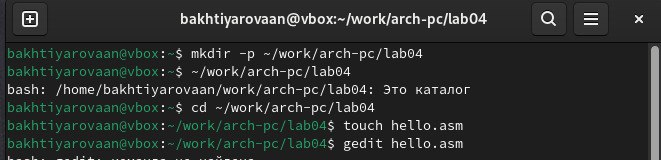 bakhtiyarovaan@vbox:~/work/arch-pc/lab04
bakhtiyarovaan@vbox:~$ mkdir -p ~/work/arch-pc/lab04
bakhtiyarovaan@vbox:~$ ~/work/arch-pc/lab04
bash: /home/bakhtiyarovaan/work/arch-pc/lab04: Это каталог
bakhtiyarovaan@vbox:~$ cd ~/work/arch-pc/lab04
bakhtiyarovaan@vbox:~/work/arch-pc/lab04$ touch hello.asm
bakhtiyarovaan@vbox:~/work/arch-pc/lab04$ gedit hello.asm